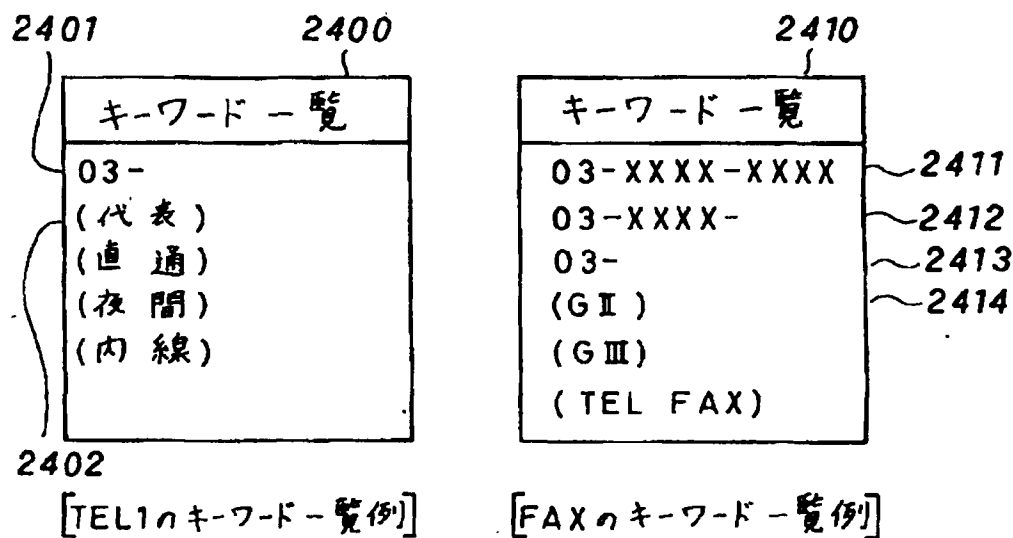 2401
2400
キーワード一覧
03-
(代表)
(直通)
(夜間)
(内線)
2402
[TEL1のキーワード一覧例]
2410
キーワード一覧
03-XXXX-XXXX
2411
03-XXXX-
2412
03-
2413
(GⅡ)
2414
(GⅢ)
(TEL FAX)
[FAXのキーワード一覧例]